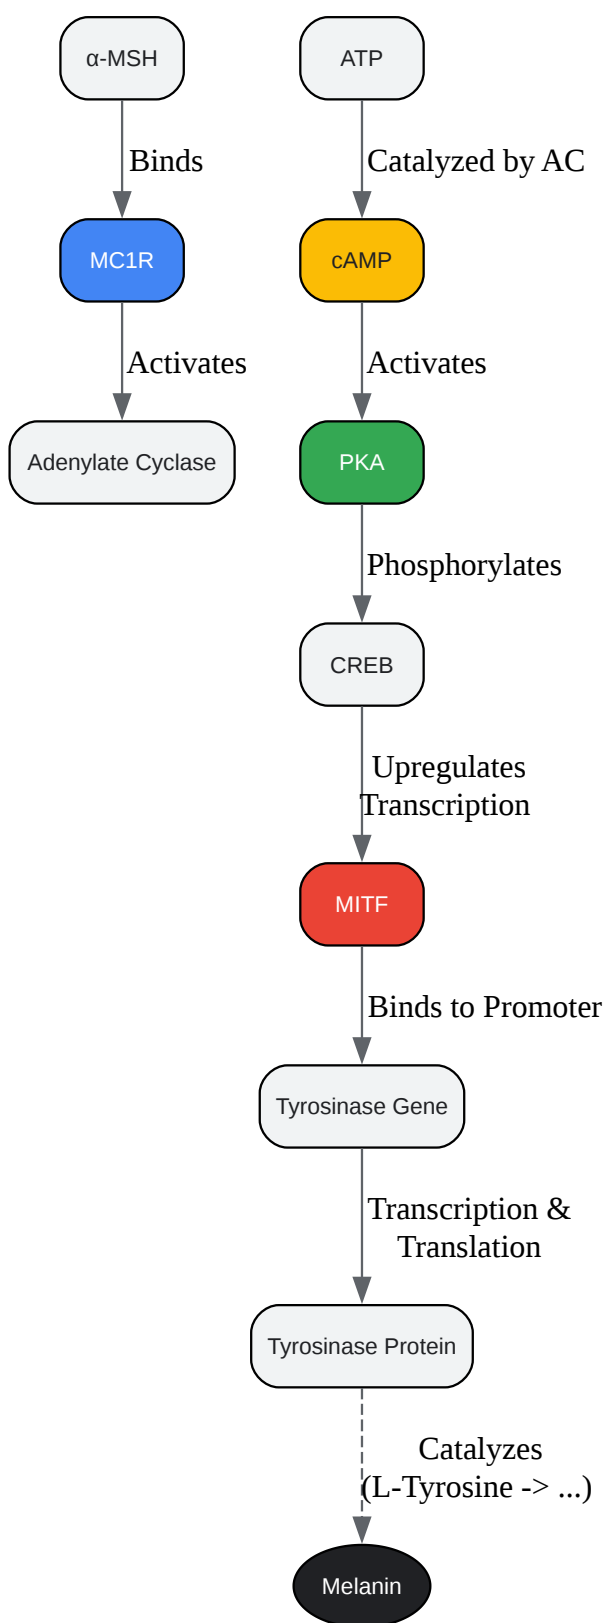 α-MSH
ATP
Binds
Catalyzed by AC
MC1R
cAMP
Activates
Activates
Adenylate Cyclase
PKA
Phosphorylates
CREB
Upregulates
Transcription
MITF
Binds to Promoter
Tyrosinase Gene
Transcription &
Translation
Tyrosinase Protein
Catalyzes
(L-Tyrosine -> ...)
Melanin